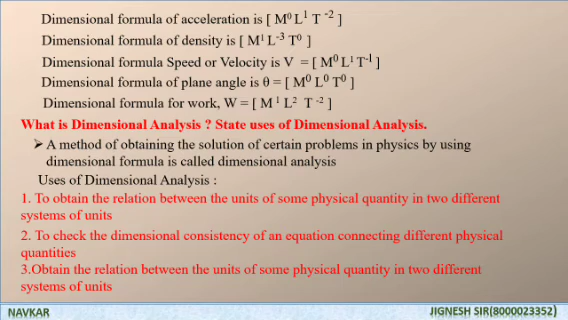 Dimensional formula of acceleration is [ M⁰ L¹ T ⁻² ]
Dimensional formula of density is [ M¹ L⁻³ T⁰ ]
Dimensional formula Speed or Velocity is V = [ M⁰ L¹ T⁻¹ ]
Dimensional formula of plane angle is θ = [ M⁰ L⁰ T⁰ ]
Dimensional formula for work, W = [ M ¹ L² T ⁻² ]
What is Dimensional Analysis ? State uses of Dimensional Analysis.
➢ A method of obtaining the solution of certain problems in physics by using
dimensional formula is called dimensional analysis
Uses of Dimensional Analysis :
1. To obtain the relation between the units of some physical quantity in two different
systems of units
2. To check the dimensional consistency of an equation connecting different physical
quantities
3.Obtain the relation between the units of some physical quantity in two different
systems of units
NAVKAR
JIGNESH SIR(8000023352)